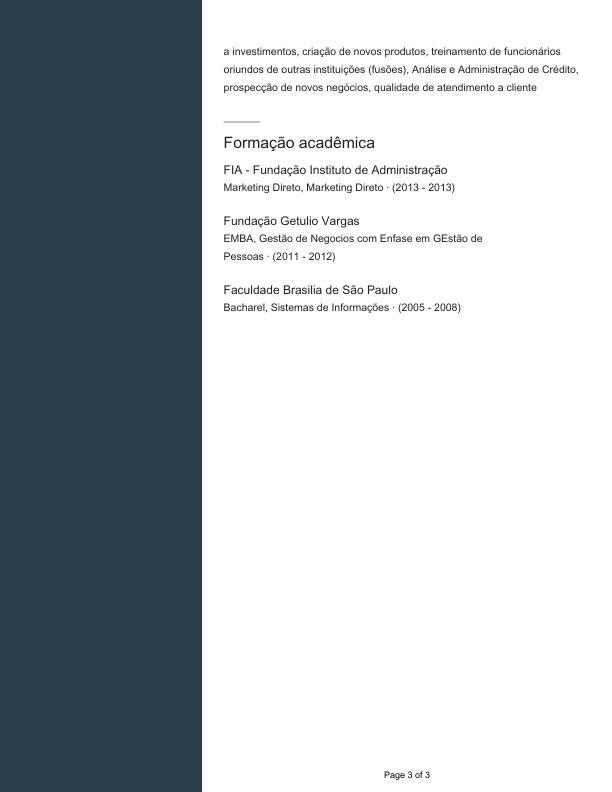 a investimentos, criação de novos produtos, treinamento de funcionários
oriundos de outras instituições (fusões), Análise e Administração de Crédito,
prospecção de novos negócios, qualidade de atendimento a cliente
Formação acadêmica
FIA - Fundação Instituto de Administração
Marketing Direto, Marketing Direto · (2013 - 2013)
Fundação Getulio Vargas
EMBA, Gestão de Negocios com Enfase em GEstão de
Pessoas · (2011 - 2012)
Faculdade Brasilia de São Paulo
Bacharel, Sistemas de Informações · (2005 - 2008)
Page 3 of 3